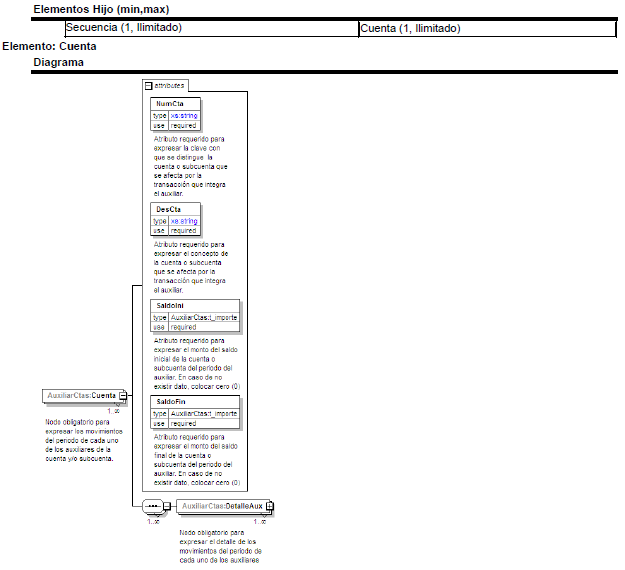 Elementos Hijo (min,max)
Secuencia (1, Ilimitado) Cuenta (1, Ilimitado)
Elemento: Cuenta
Diagrama
attributes
NumCta
type xs:string
use required
Atributo requerido para
expresar la clave con
que se distingue la
cuenta o subcuenta que
se afecta por la
transacción que integra
el auxiliar.
DesCta
type xs:string
use required
Atributo requerido para
expresar el concepto de
la cuenta o subcuenta
que se afecta por la
transacción que integra
el auxiliar.
SaldoIni
type AuxiliarCtas:t_importe
use required
Atributo requerido para
expresar el monto del saldo
inicial de la cuenta o
subcuenta del periodo del
auxiliar. En caso de no
existir dato, colocar cero (0)
SaldoFin
type AuxiliarCtas:t_importe
use required
Atributo requerido para
expresar el monto del saldo
final de la cuenta o
subcuenta del periodo del
auxiliar. En caso de no
existir dato, colocar cero (0)
AuxiliarCtas:Cuenta
1..∞
Nodo obligatorio para
expresar los movimientos
del periodo de cada uno
de los auxiliares de la
cuenta y/o subcuenta.
AuxiliarCtas:DetalleAux
1..∞ 1..∞
Nodo obligatorio para
expresar el detalle de los
movimientos del periodo de
cada uno de los auxiliares